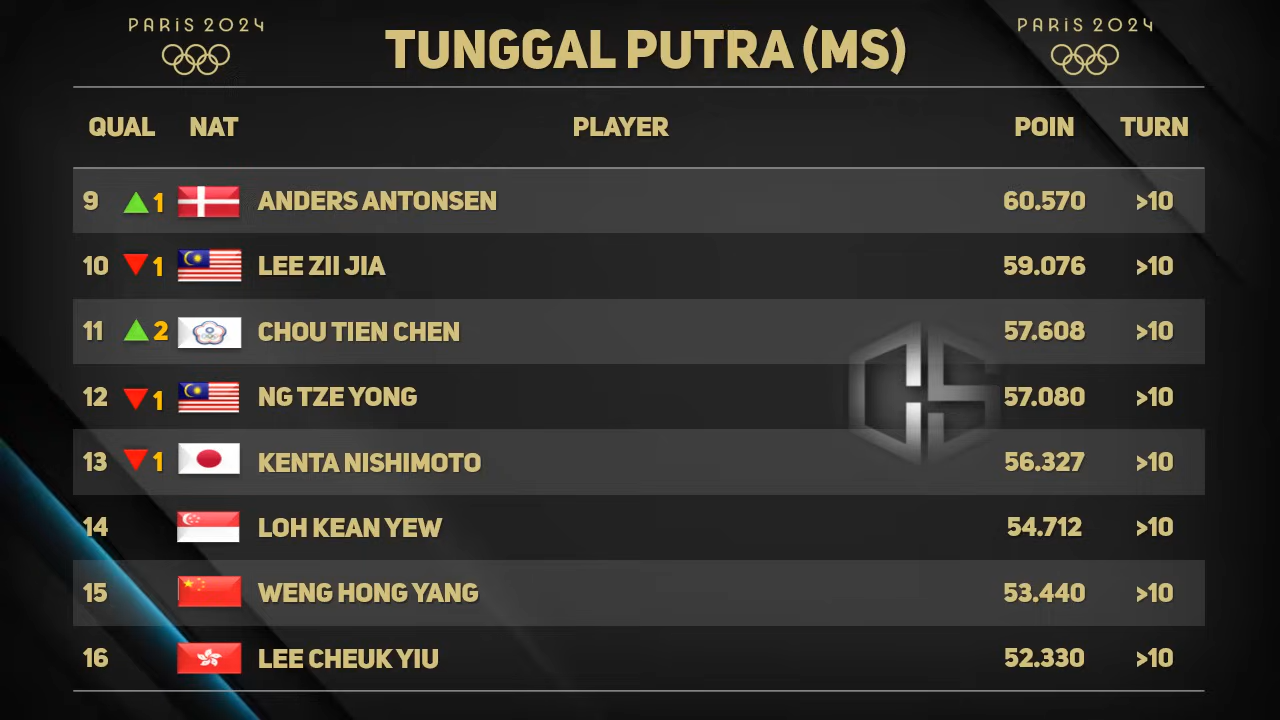 PARIS 2024 PARIS 2024
TUNGGAL PUTRA (MS)
QUAL NAT PLAYER POIN TURN
9 1 ANDERS ANTONSEN 60.570 >10
10 1 LEE ZII JIA 59.076 >10
11 2 CHOU TIEN CHEN 57.608 >10
12 1 NG TZE YONG 57.080 >10
13 1 KENTA NISHIMOTO 56.327 >10
14 LOH KEAN YEW 54.712 >10
15 WENG HONG YANG 53.440 >10
16 LEE CHEUK YIU 52.330 >10
CS